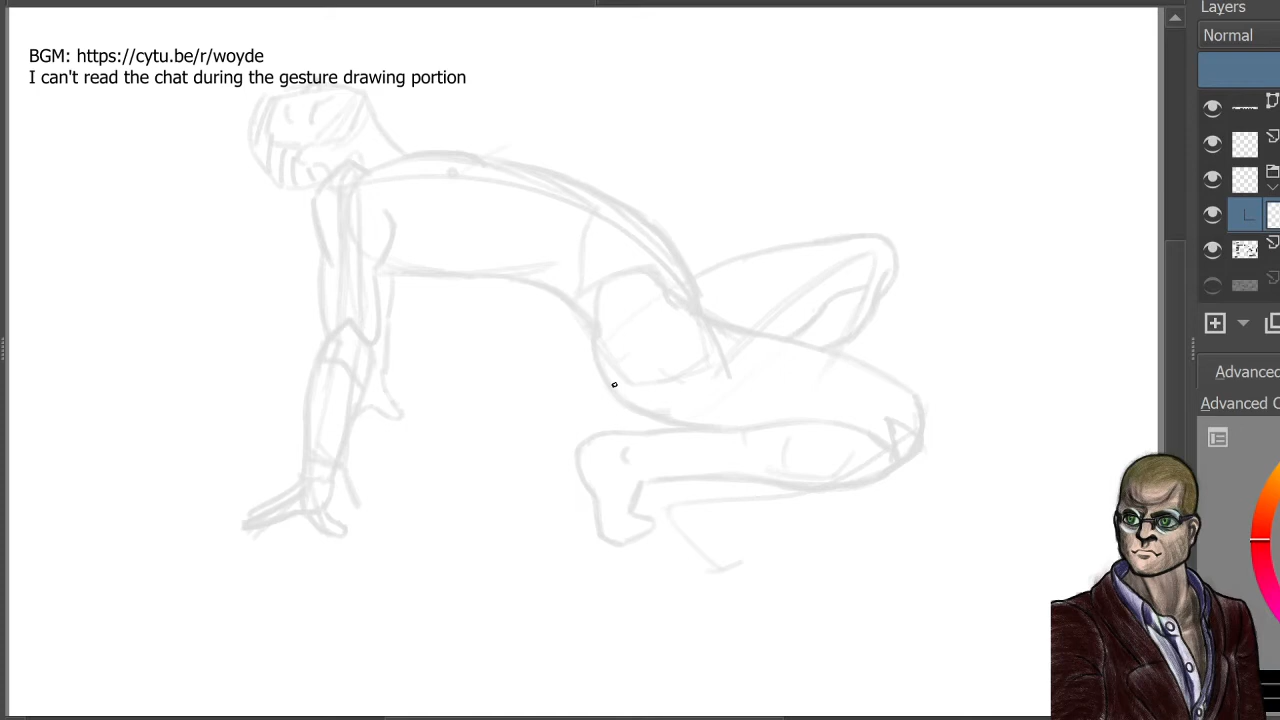 BGM: https://cytu.be/r/woyde
I can't read the chat during the gesture drawing portion
Layers
Normal
Advanced
Advanced